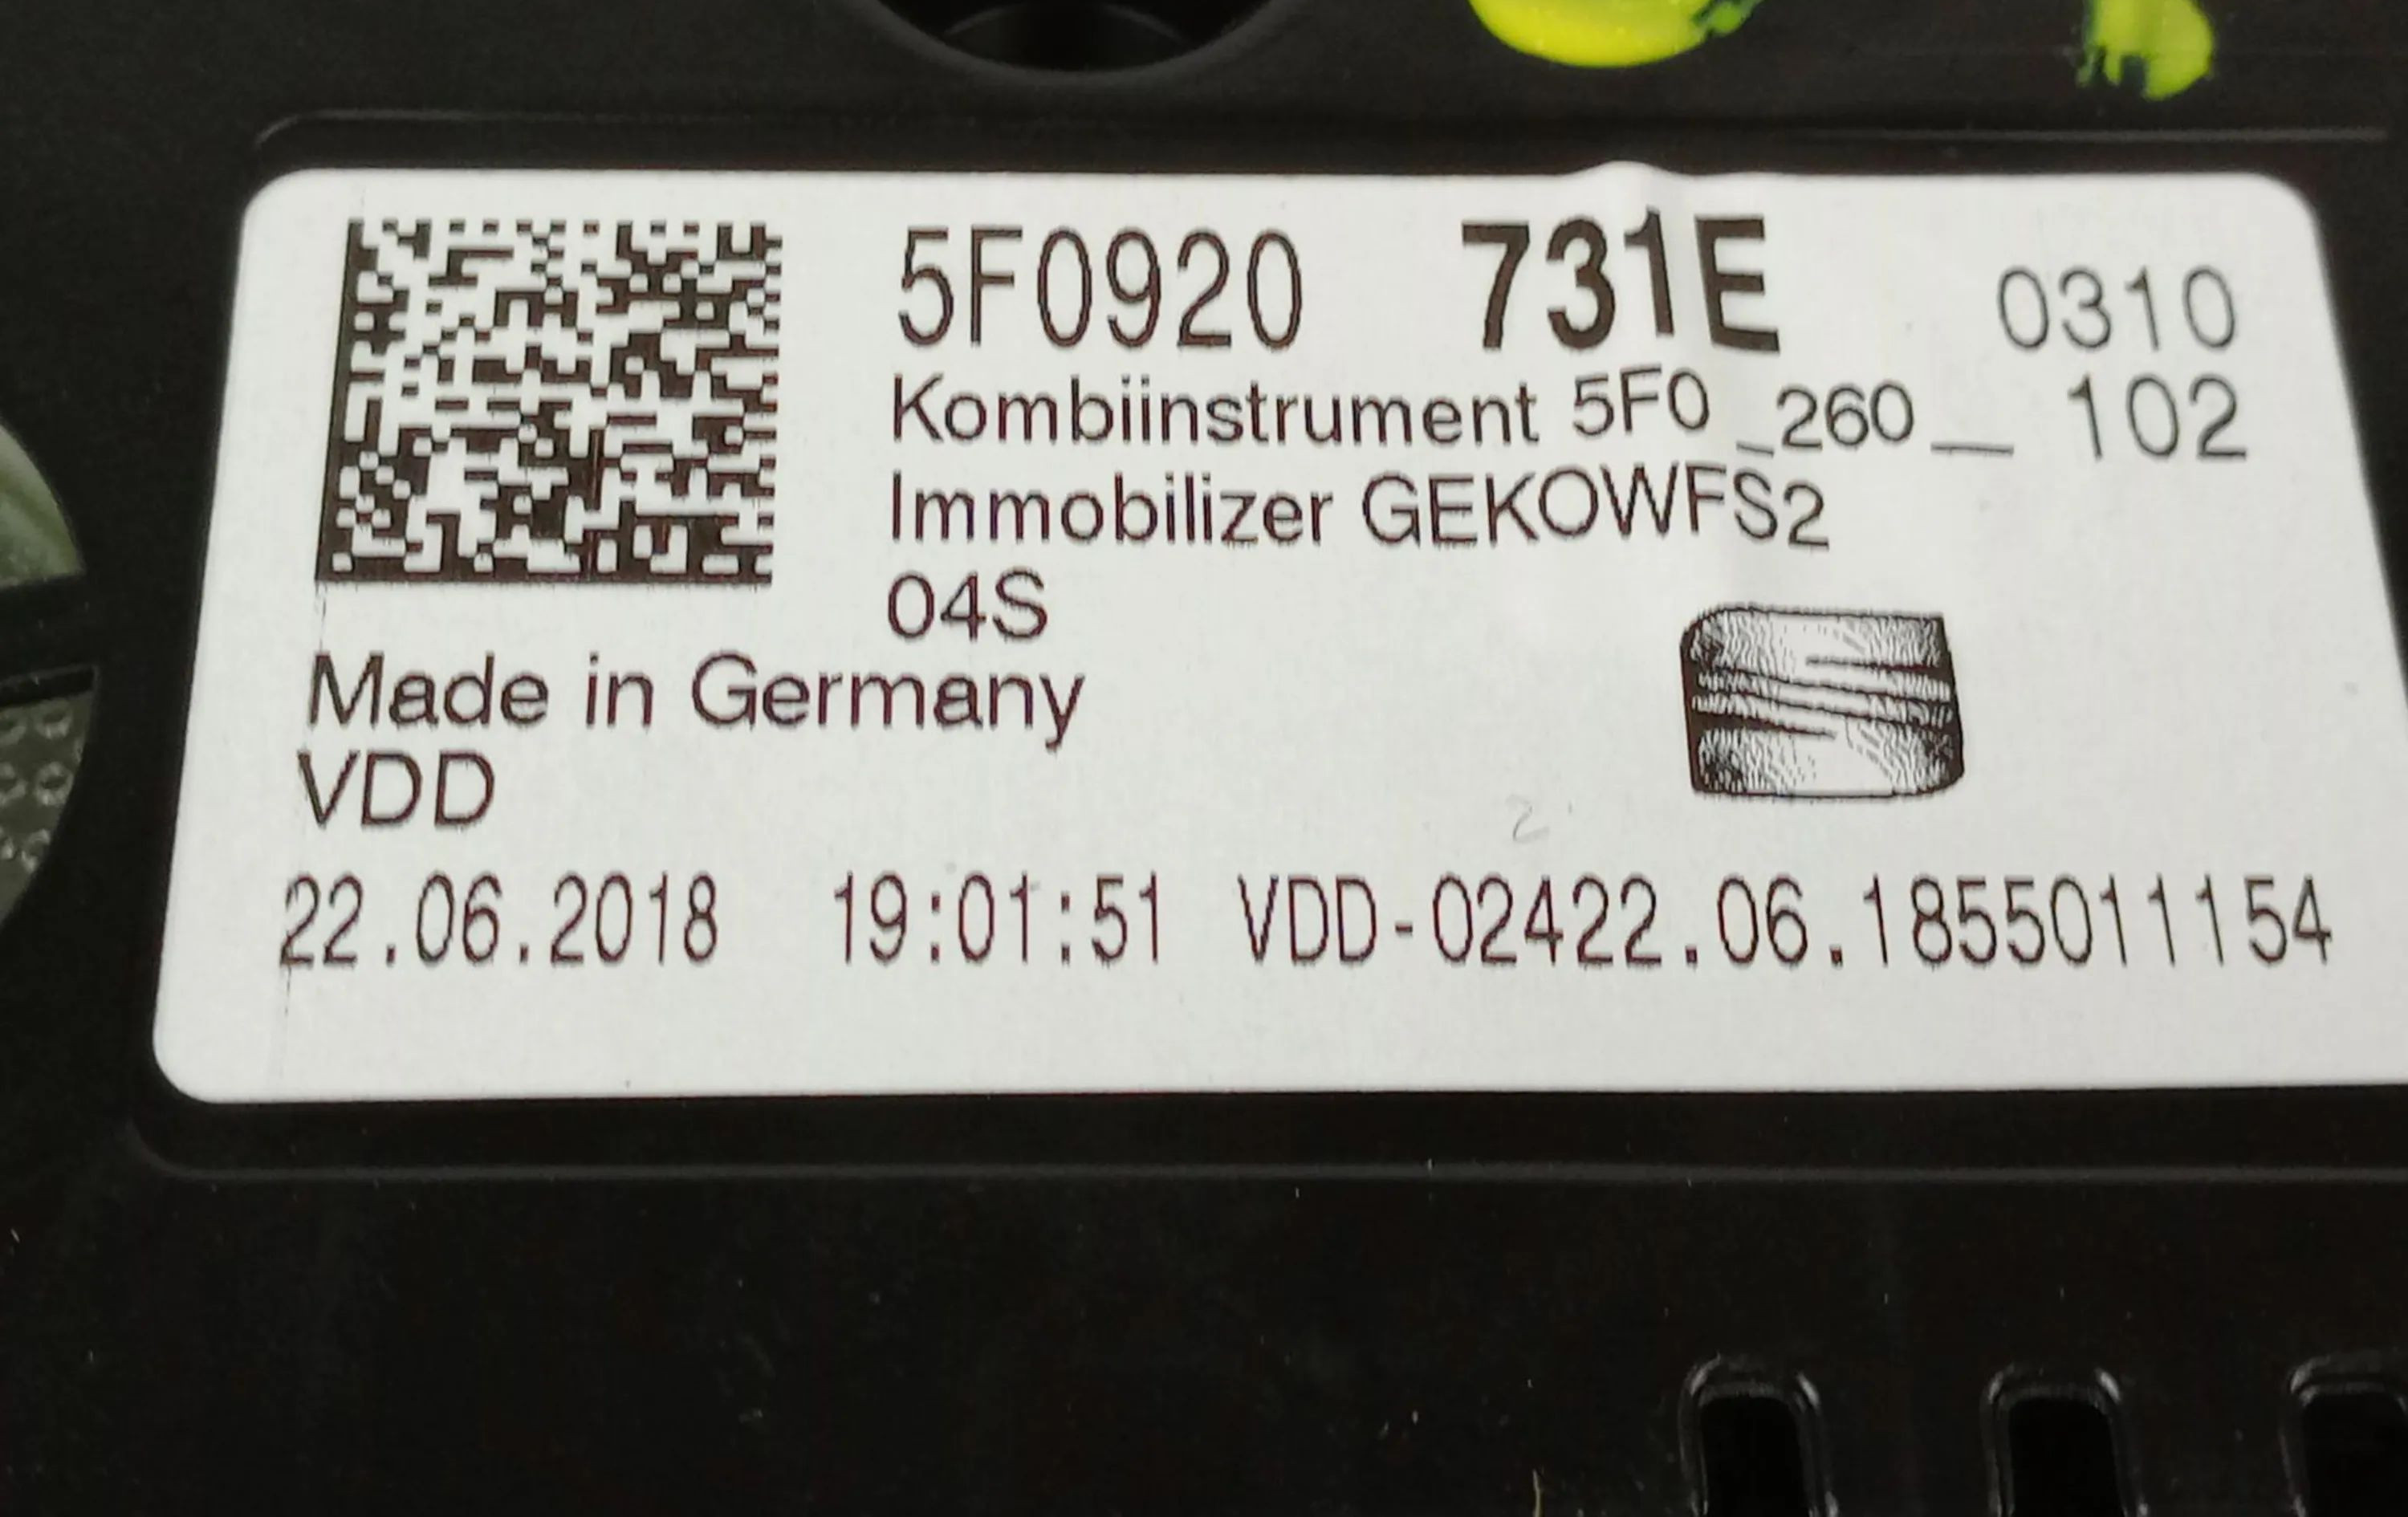 5F0920 731E 0310
Kombiinstrument 5F0 _260__ 102
Immobilizer GEKOWFS2
04S
Made in Germany
VDD
22.06.2018 19:01:51 VDD-02422.06.1855011154